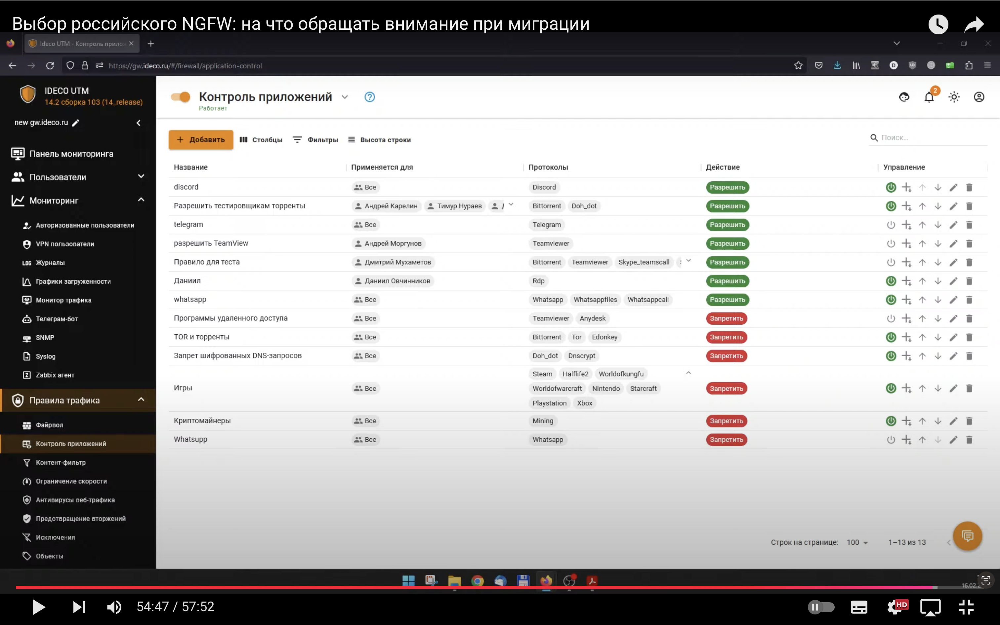 Выбор российского NGFW: на что обращать внимание при миграции
Ideco UTM - Контроль прило
https://gw.ideco.ru/#/firewall/application-control
IDECO UTM
14.2 сборка 103 (14_release)
new gw.ideco.ru
Панель мониторинга
Пользователи
Мониторинг
Авторизованные пользователи
VPN пользователи
LOG Журналы
Графики загруженности
Монитор трафика
Телеграм-бот
SNMP
Syslog
Zabbix агент
Правила трафика
Файрвол
Контроль приложений
Контент-фильтр
Ограничение скорости
Антивирусы веб-трафика
Предотвращение вторжений
Исключения
Объекты
Контроль приложений
Работает
2
+ Добавить Столбцы Фильтры Высота строки
Поиск...
Название Применяется для Протоколы Действие Управление
discord Все Discord Разрешить
Разрешить тестировщикам торренты Андрей Карелин Тимур Нураев Bittorrent Doh_dot Разрешить
telegram Все Telegram Разрешить
разрешить TeamView Андрей Моргунов Teamviewer Разрешить
Правило для теста Дмитрий Мухаметов Bittorrent Teamviewer Skype_teamscall Разрешить
Даниил Даниил Овчинников Rdp Разрешить
whatsapp Все Whatsapp Whatsappfiles Whatsappcall Разрешить
Программы удаленного доступа Все Teamviewer Anydesk Запретить
TOR и торренты Все Bittorrent Tor Edonkey Запретить
Запрет шифрованных DNS-запросов Все Doh_dot Dnscrypt Запретить
Игры Все Steam Halflife2 Worldofkungfu
Worldofwarcraft Nintendo Starcraft Запретить
Playstation Xbox
Криптомайнеры Все Mining Запретить
Whatsupp Все Whatsapp Запретить
Строк на странице: 100 1–13 из 13
16.02.
54:47 / 57:52
HD